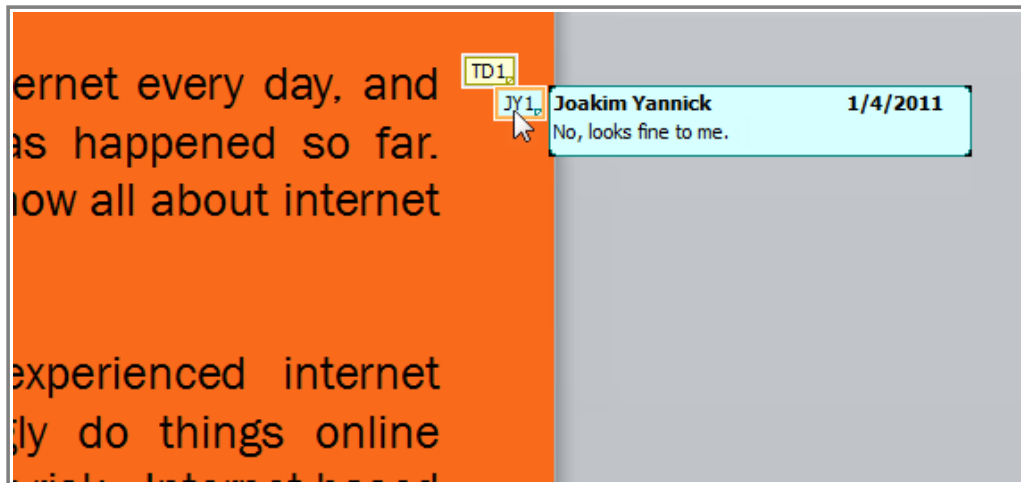 ernet every day, and
as happened so far.
now all about internet
experienced internet
gly do things online
TD1
JY1
Joakim Yannick 1/4/2011
No, looks fine to me.